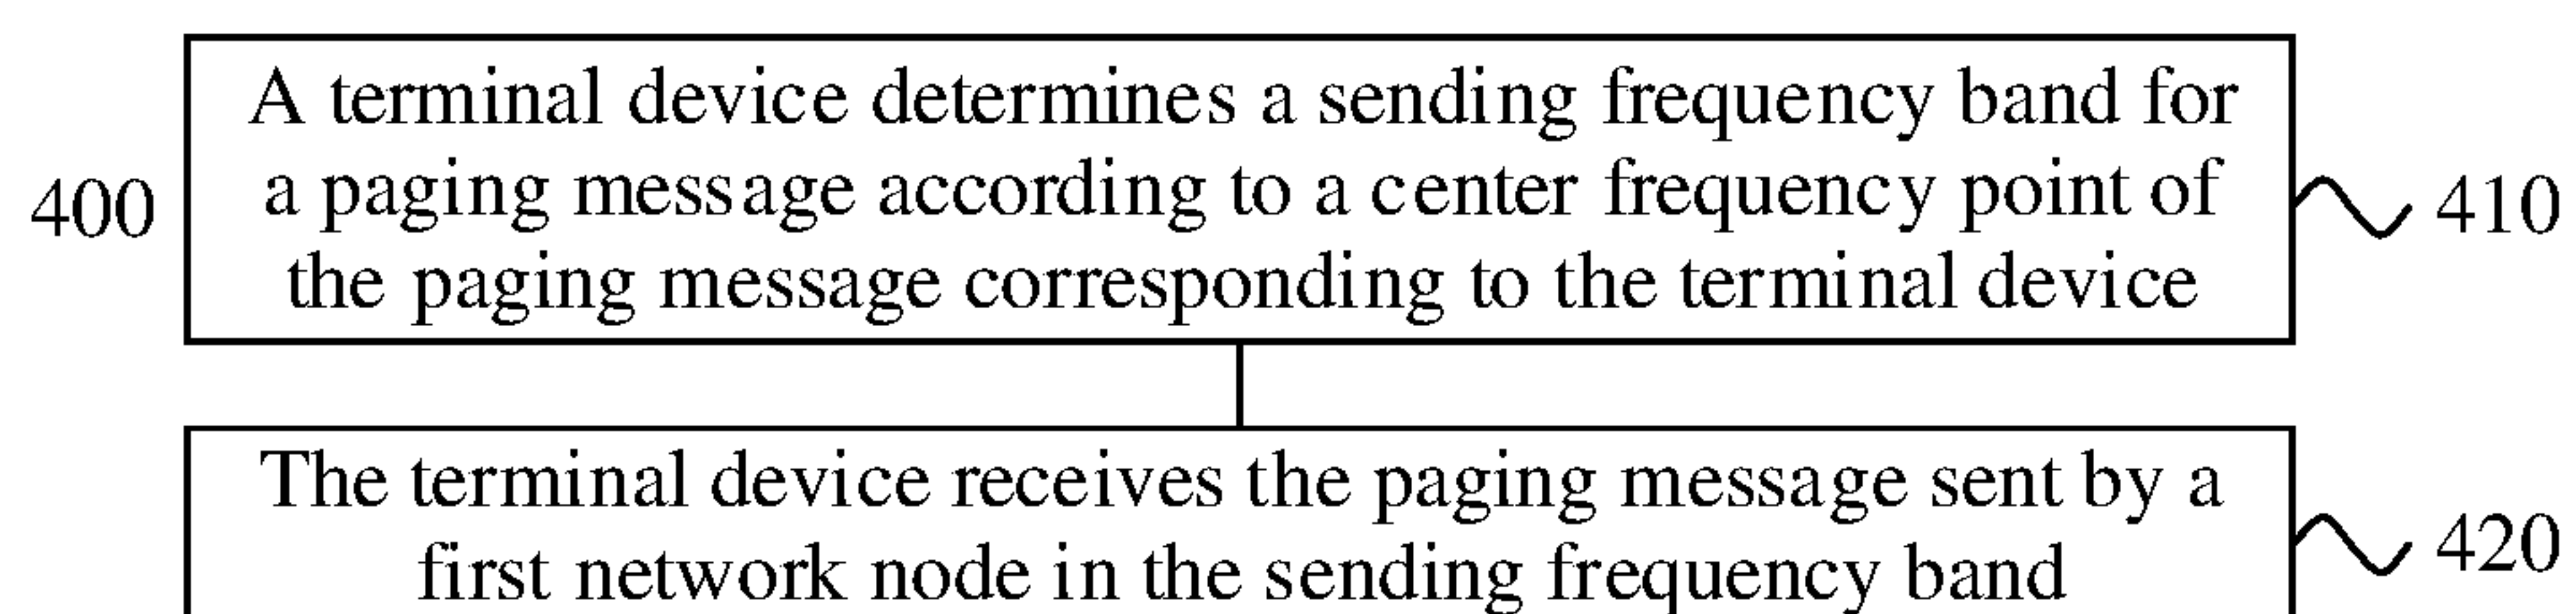 A terminal device determines a sending frequency band for
400 a paging message according to a center frequency point of 410
the paging message corresponding to the terminal device
The terminal device receives the paging message sent by a
first network node in the sending frequency band 420